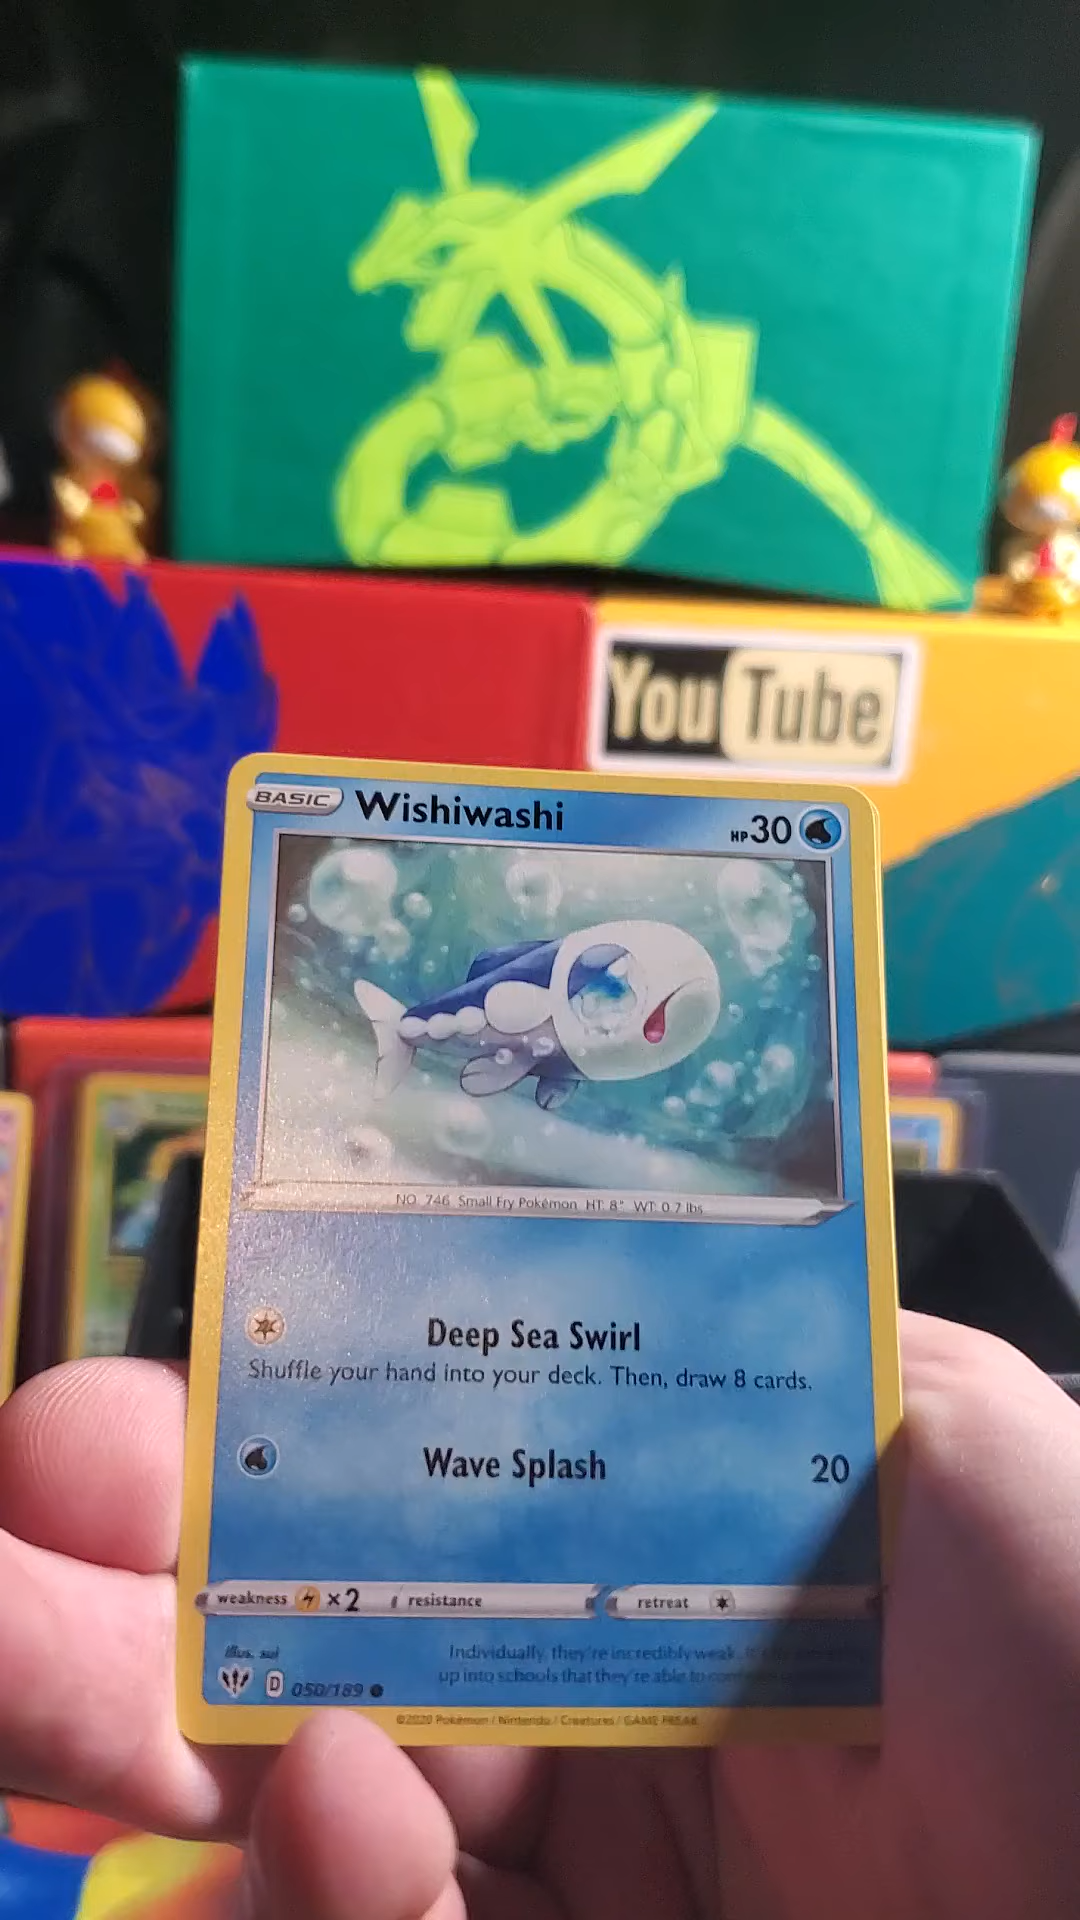 YouTube
BASIC Wishiwashi HP 30
NO. 746 Small Fry Pokémon HT: 8" WT: 0.7 lbs
Deep Sea Swirl
Shuffle your hand into your deck. Then, draw 8 cards.
Wave Splash 20
weakness ×2 resistance retreat
Illus. sui
Individually, they're incredibly weak.
up into schools that they're able to
D 050/189
©2020 Pokémon / Nintendo / Creatures / GAME FREAK